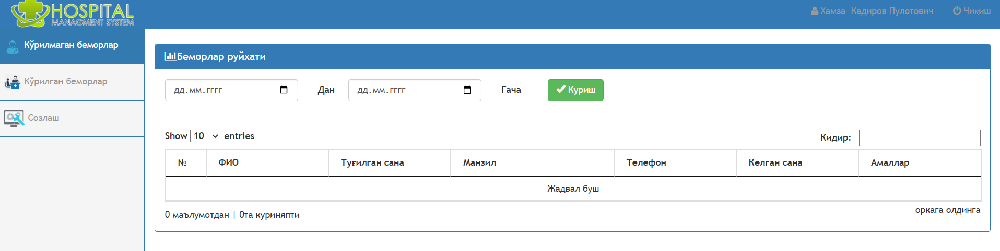 HOSPITAL
MANAGMENT SYSTEM
Хамза Кадиров Пулотович Чиқиш
Кўрилмаган беморлар
Кўрилган беморлар
Созлаш
Беморлар руйхати
дд.мм.гггг Дан дд.мм.гггг Гача Куриш
Show 10 entries Кидир:
№ ФИО Туғилган сана Манзил Телефон Келган сана Амаллар
Жадвал буш
0 маълумотдан | 0та куриняпти
оркага олдинга